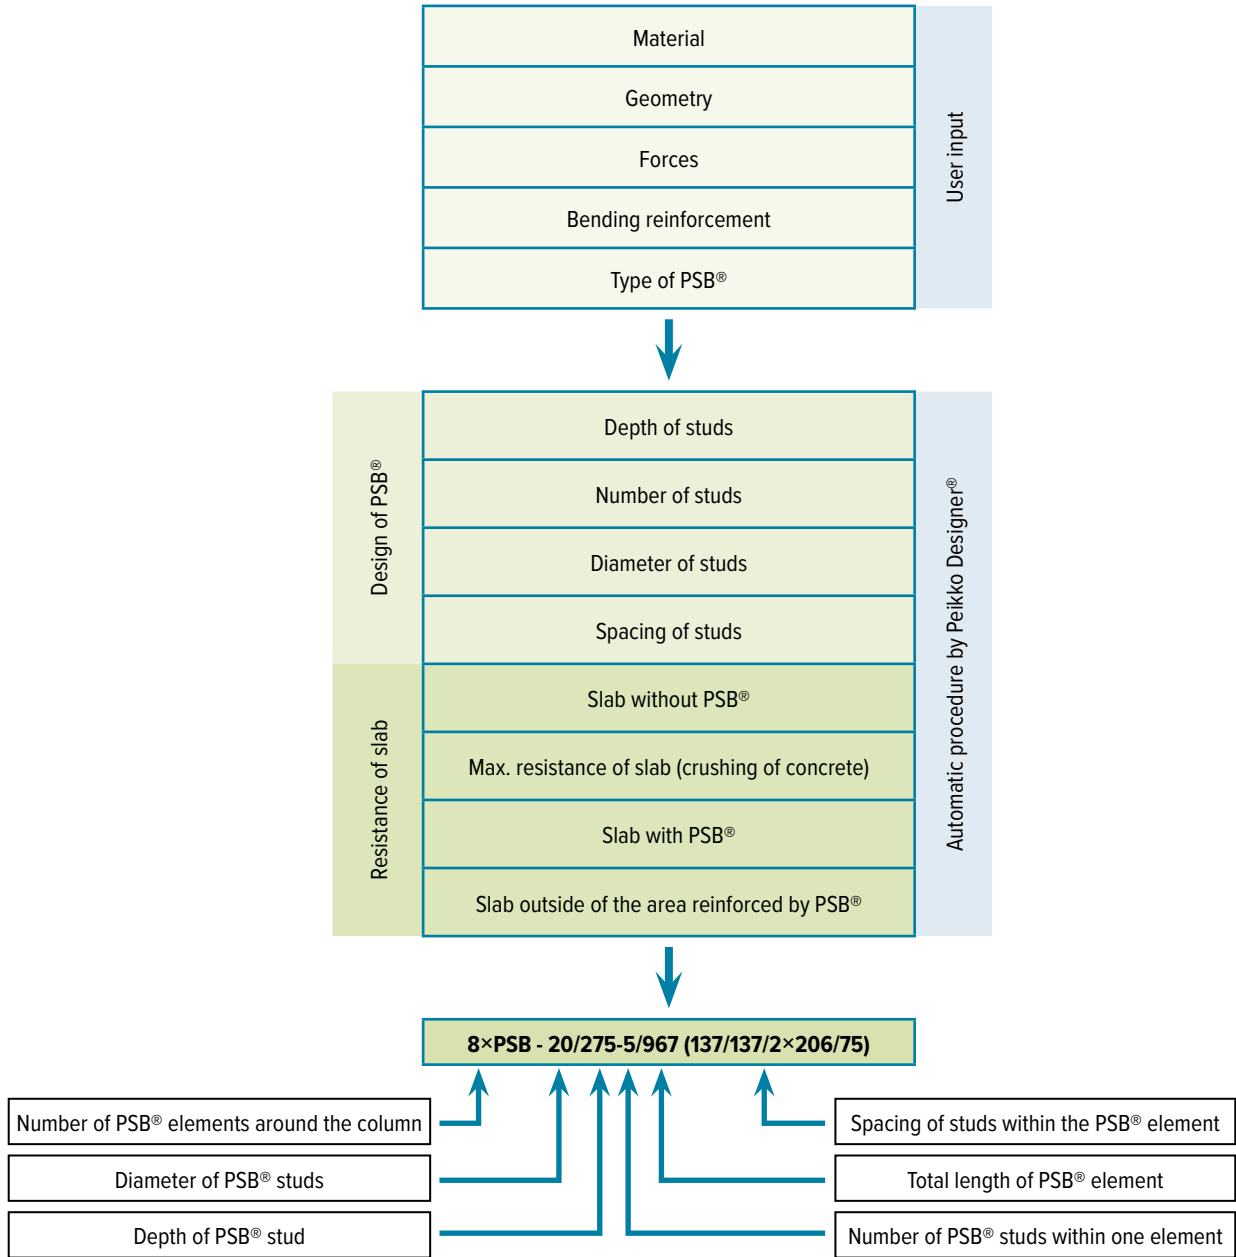 Material
Geometry
Forces
Bending reinforcement
Type of PSB®
User input
Design of PSB®
Depth of studs
Number of studs
Diameter of studs
Spacing of studs
Resistance of slab
Slab without PSB®
Max. resistance of slab (crushing of concrete)
Slab with PSB®
Slab outside of the area reinforced by PSB®
Automatic procedure by Peikko Designer®
8×PSB - 20/275-5/967 (137/137/2×206/75)
Number of PSB® elements around the column
Diameter of PSB® studs
Depth of PSB® stud
Spacing of studs within the PSB® element
Total length of PSB® element
Number of PSB® studs within one element